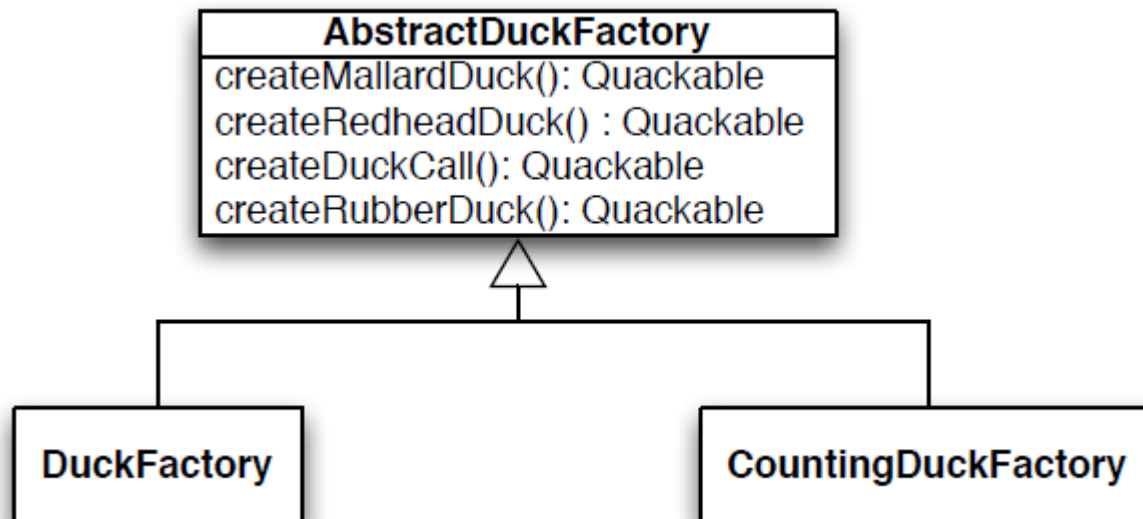 AbstractDuckFactory
createMallardDuck(): Quackable
createRedheadDuck() : Quackable
createDuckCall(): Quackable
createRubberDuck(): Quackable
DuckFactory
CountingDuckFactory